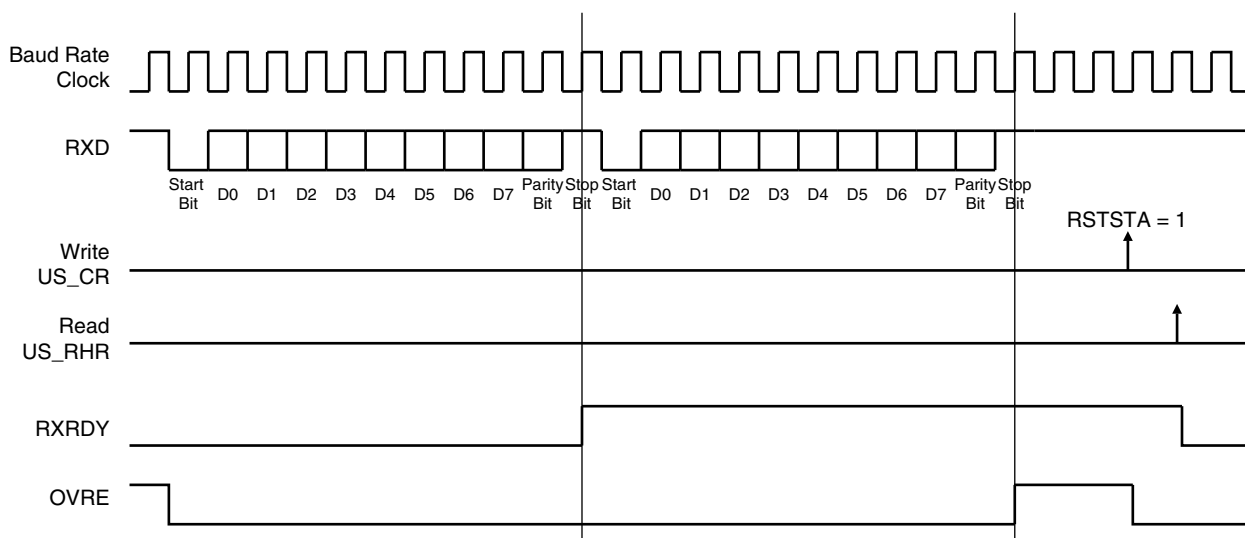 Baud Rate
Clock
RXD
Start
Bit
D0
D1
D2
D3
D4
D5
D6
D7
Parity
Bit
Stop
Bit
Start
Bit
D0
D1
D2
D3
D4
D5
D6
D7
Parity
Bit
Stop
Bit
RSTSTA = 1
Write
US_CR
Read
US_RHR
RXRDY
OVRE